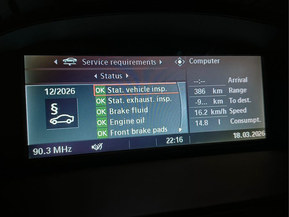 Service requirements
Computer
Status
12/2026
§
OK Stat. vehicle insp.
OK Stat. exhaust. insp.
OK Brake fluid
OK Engine oil
OK Front brake pads
--:-- Arrival
386 km Range
-9... km To dest.
16.2 km/h Speed
14.8 l Consumpt.
90.3 MHz
22:16
18.03.2026